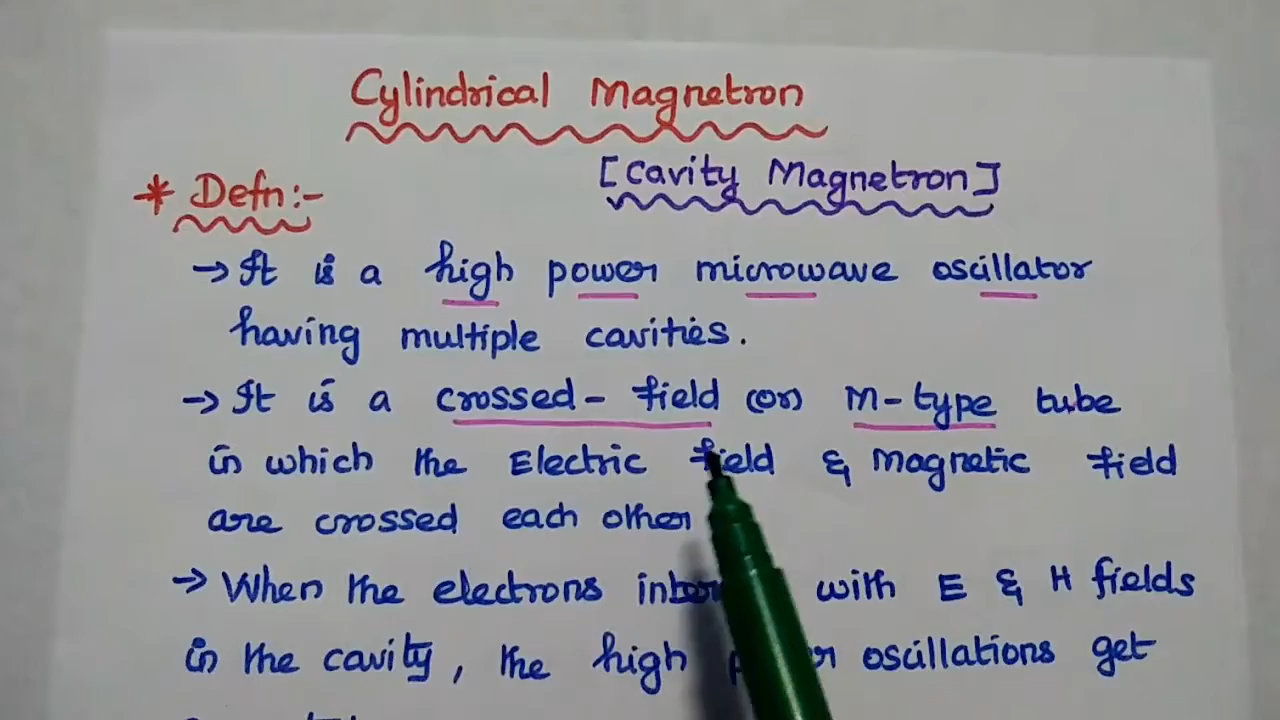 Cylindrical Magnetron
[Cavity Magnetron]
* Defn:-
→ It is a high power microwave oscillator
having multiple cavities.
→ It is a crossed-field (or) M-type tube
in which the Electric field & Magnetic field
are crossed each other
→ When the electrons with E & H fields
in the cavity, the high oscillations get